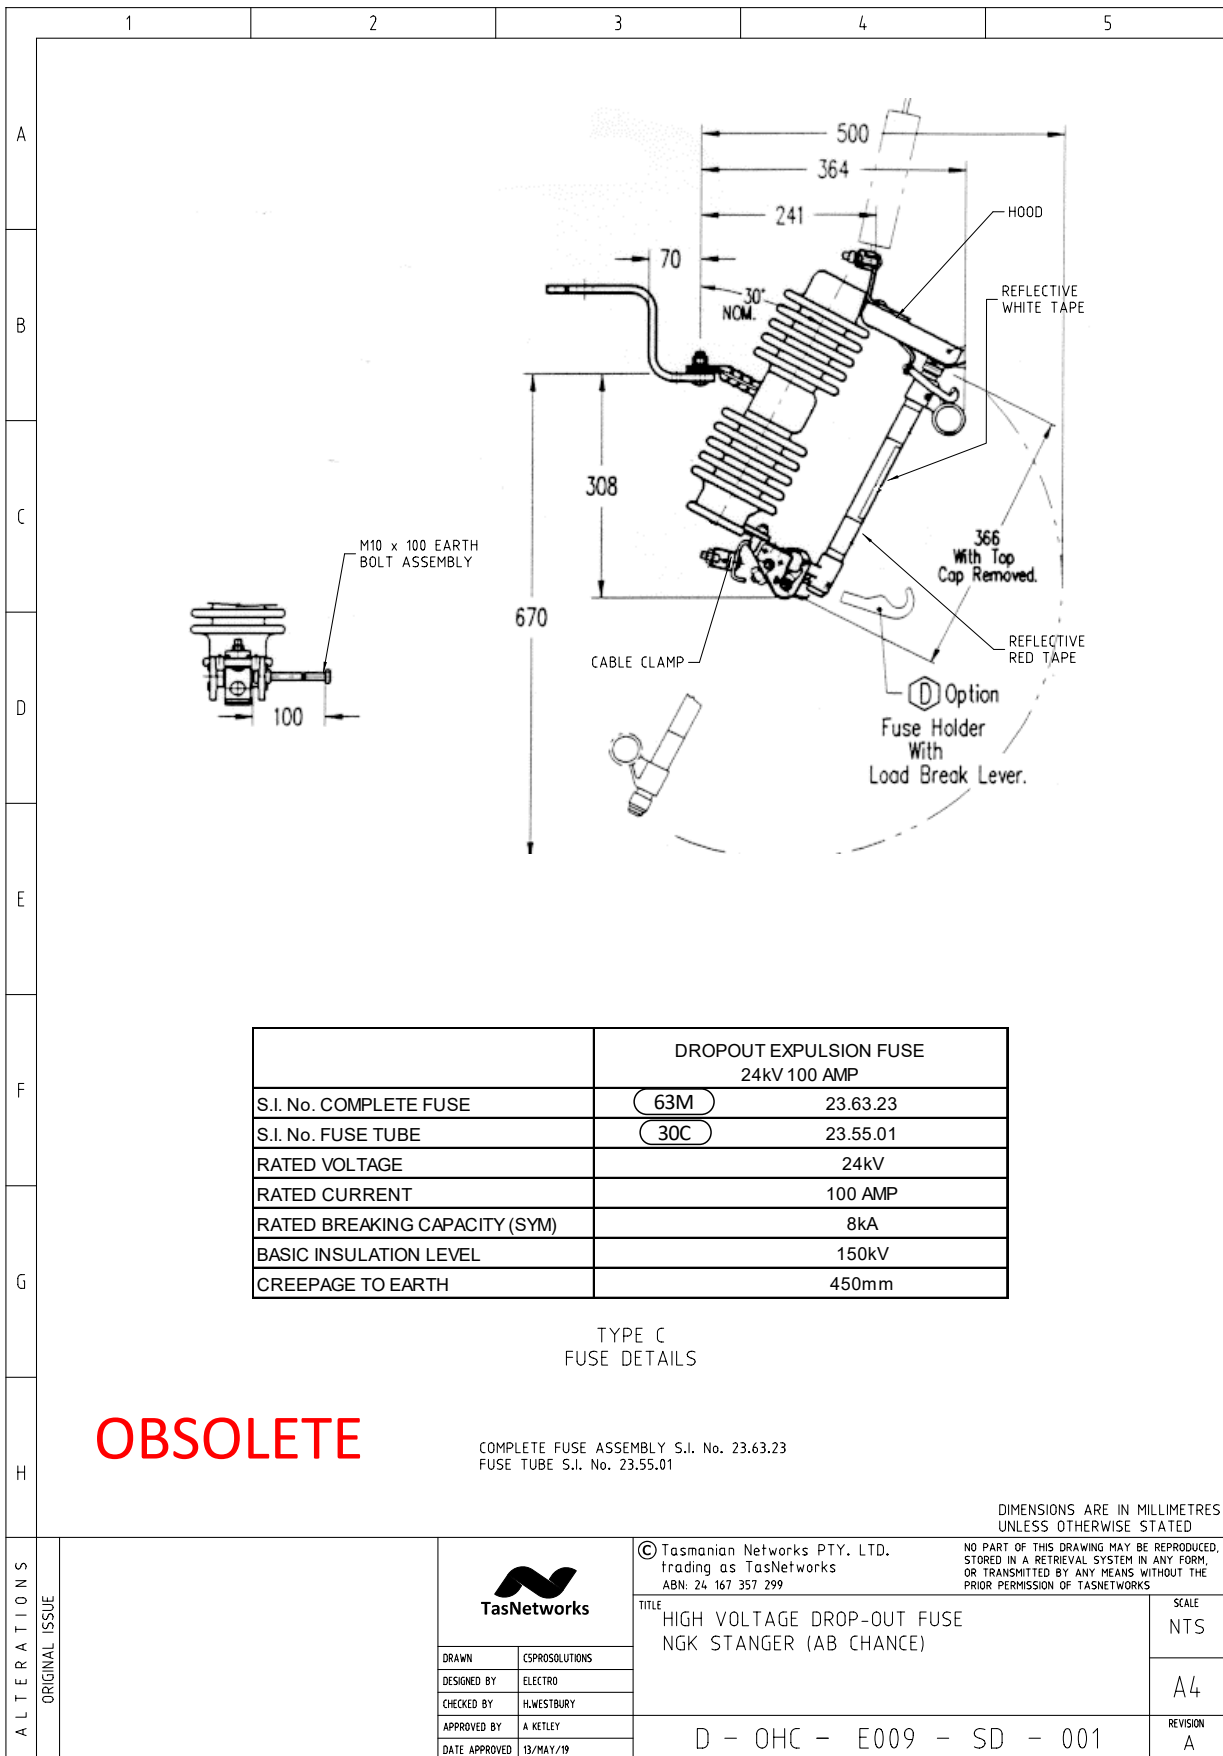 1 2 3 4 5
A
B
C
D
E
F
G
H
500
364
241
70
30°
NOM.
HOOD
REFLECTIVE
WHITE TAPE
308
670
366
With Top
Cap Removed.
M10 x 100 EARTH
BOLT ASSEMBLY
100
CABLE CLAMP
REFLECTIVE
RED TAPE
D Option
Fuse Holder
With
Load Break Lever.
DROPOUT EXPULSION FUSE
24kV 100 AMP
S.I. No. COMPLETE FUSE 63M 23.63.23
S.I. No. FUSE TUBE 30C 23.55.01
RATED VOLTAGE 24kV
RATED CURRENT 100 AMP
RATED BREAKING CAPACITY (SYM) 8kA
BASIC INSULATION LEVEL 150kV
CREEPAGE TO EARTH 450mm
TYPE C
FUSE DETAILS
OBSOLETE
COMPLETE FUSE ASSEMBLY S.I. No. 23.63.23
FUSE TUBE S.I. No. 23.55.01
DIMENSIONS ARE IN MILLIMETRES
UNLESS OTHERWISE STATED
ALTERATIONS
ORIGINAL ISSUE
TasNetworks
© Tasmanian Networks PTY. LTD.
trading as TasNetworks
ABN: 24 167 357 299
NO PART OF THIS DRAWING MAY BE REPRODUCED,
STORED IN A RETRIEVAL SYSTEM IN ANY FORM,
OR TRANSMITTED BY ANY MEANS WITHOUT THE
PRIOR PERMISSION OF TASNETWORKS
TITLE
HIGH VOLTAGE DROP-OUT FUSE
NGK STANGER (AB CHANCE)
SCALE
NTS
A4
DRAWN CSPROSOLUTIONS
DESIGNED BY ELECTRO
CHECKED BY H.WESTBURY
APPROVED BY A KETLEY
DATE APPROVED 13/MAY/19
D - OHC - E009 - SD - 001
REVISION
A